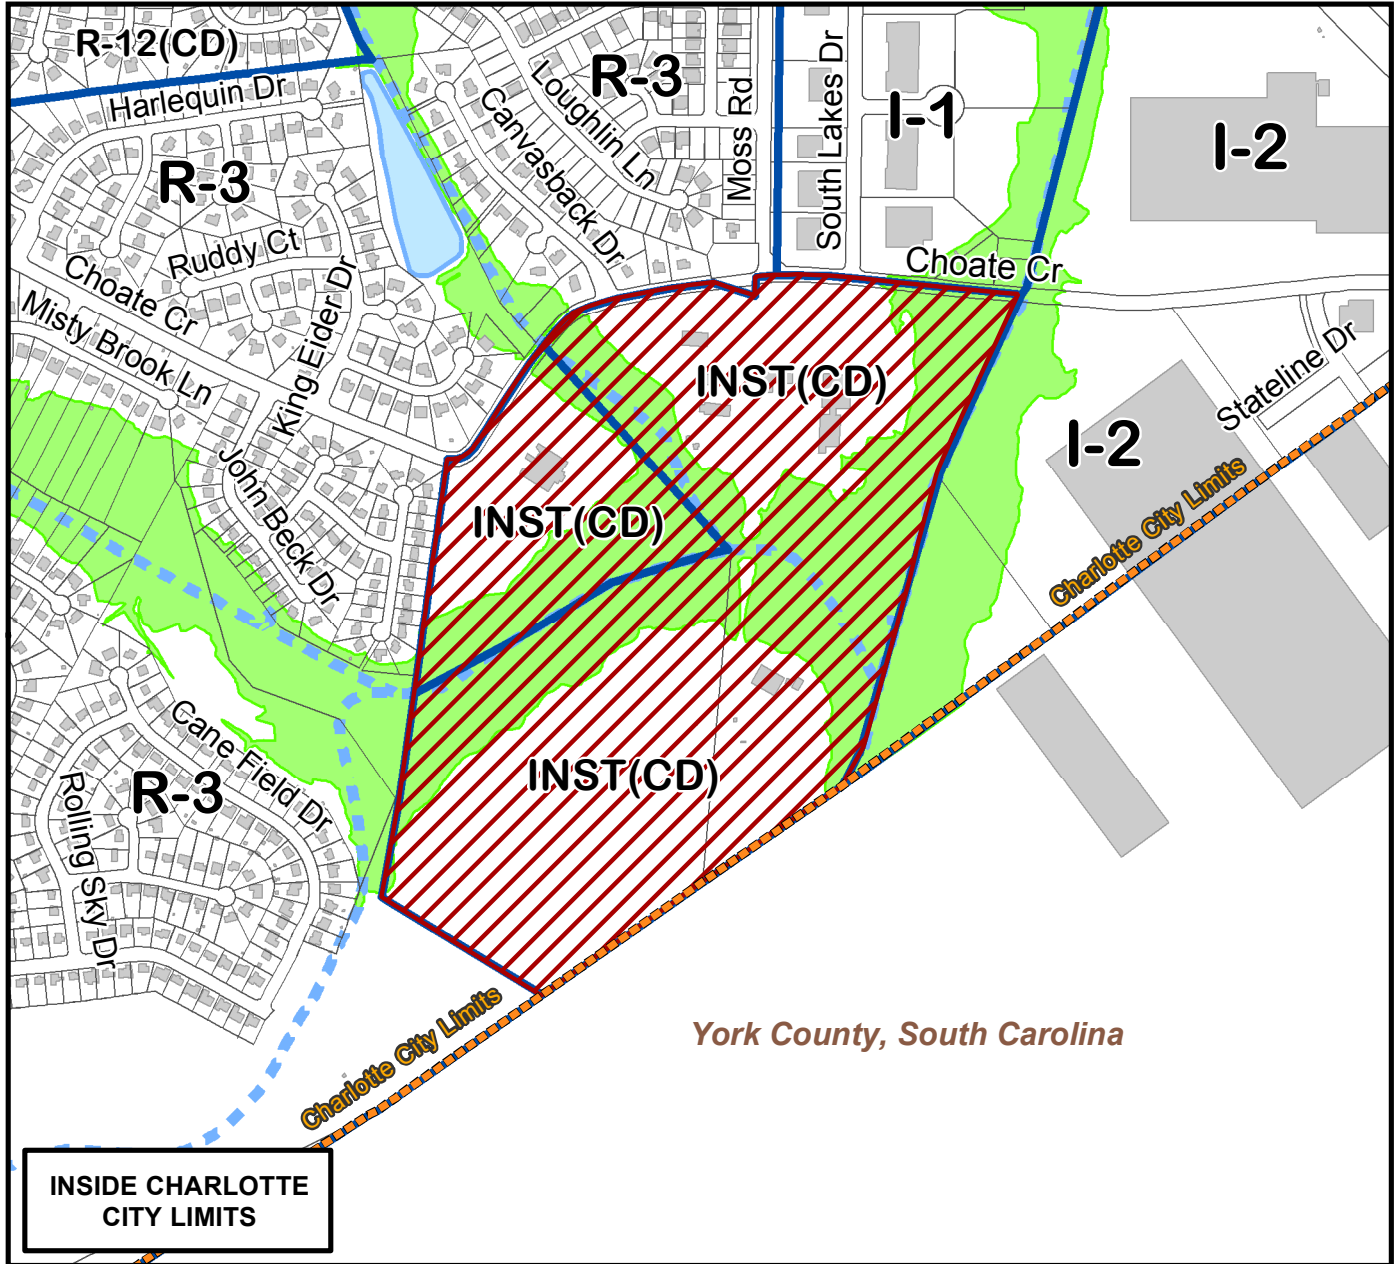 R-12(CD)
Harlequin Dr
R-3
Loughlin Ln
Canvasback Dr
R-3
Moss Rd
South Lakes Dr
I-1
I-2
Ruddy Ct
Choate Cr
Misty Brook Ln
King Eider Dr
John Beck Dr
Choate Cr
Stateline Dr
I-2
INST(CD)
INST(CD)
INST(CD)
Charlotte City Limits
Cane Field Dr
R-3
Rolling Sky Dr
Charlotte City Limits
York County, South Carolina
INSIDE CHARLOTTE
CITY LIMITS